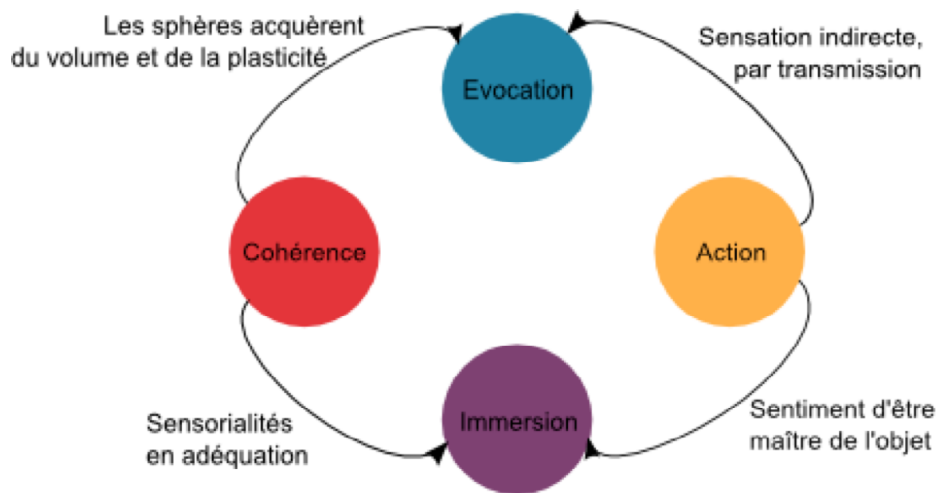 Les sphères acquèrent
du volume et de la plasticité
Sensation indirecte,
par transmission
Evocation
Cohérence
Action
Immersion
Sensorialités
en adéquation
Sentiment d'être
maître de l'objet